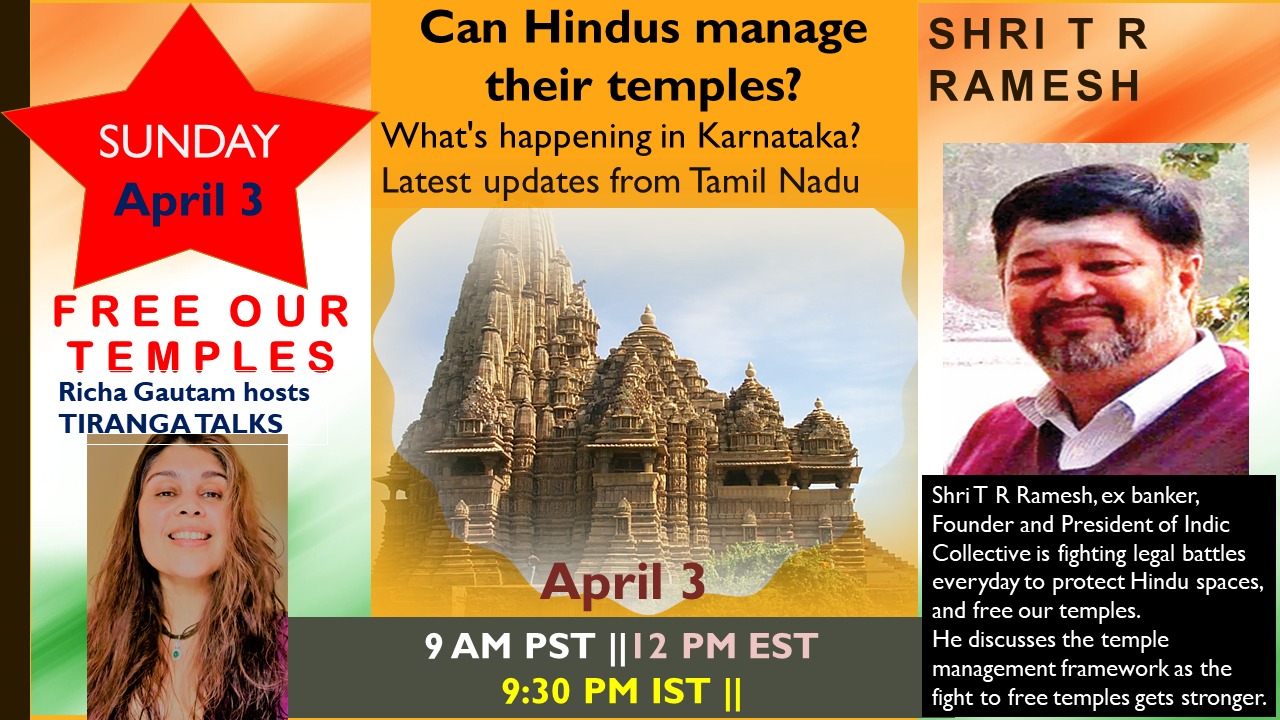 SUNDAY
April 3
FREE OUR
TEMPLES
Richa Gautam hosts
TIRANGA TALKS
Can Hindus manage
their temples?
What's happening in Karnataka?
Latest updates from Tamil Nadu
April 3
9 AM PST ||12 PM EST
9:30 PM IST ||
SHRI T R
RAMESH
Shri T R Ramesh, ex banker,
Founder and President of Indic
Collective is fighting legal battles
everyday to protect Hindu spaces,
and free our temples.
He discusses the temple
management framework as the
fight to free temples gets stronger.